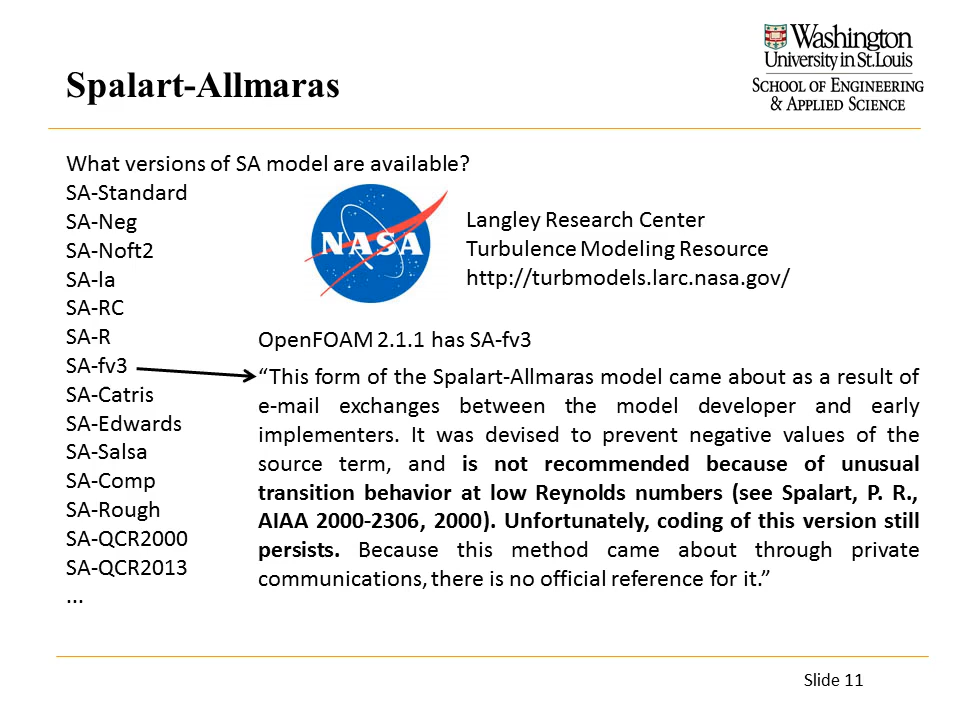 Spalart-Allmaras
Washington
University in St. Louis
SCHOOL OF ENGINEERING
& APPLIED SCIENCE
What versions of SA model are available?
SA-Standard
SA-Neg
SA-Noft2
SA-la
SA-RC
SA-R
SA-fv3
SA-Catris
SA-Edwards
SA-Salsa
SA-Comp
SA-Rough
SA-QCR2000
SA-QCR2013
...
NASA
Langley Research Center
Turbulence Modeling Resource
http://turbmodels.larc.nasa.gov/
OpenFOAM 2.1.1 has SA-fv3
“This form of the Spalart-Allmaras model came about as a result of
e-mail exchanges between the model developer and early
implementers. It was devised to prevent negative values of the
source term, and is not recommended because of unusual
transition behavior at low Reynolds numbers (see Spalart, P. R.,
AIAA 2000-2306, 2000). Unfortunately, coding of this version still
persists. Because this method came about through private
communications, there is no official reference for it.”
Slide 11